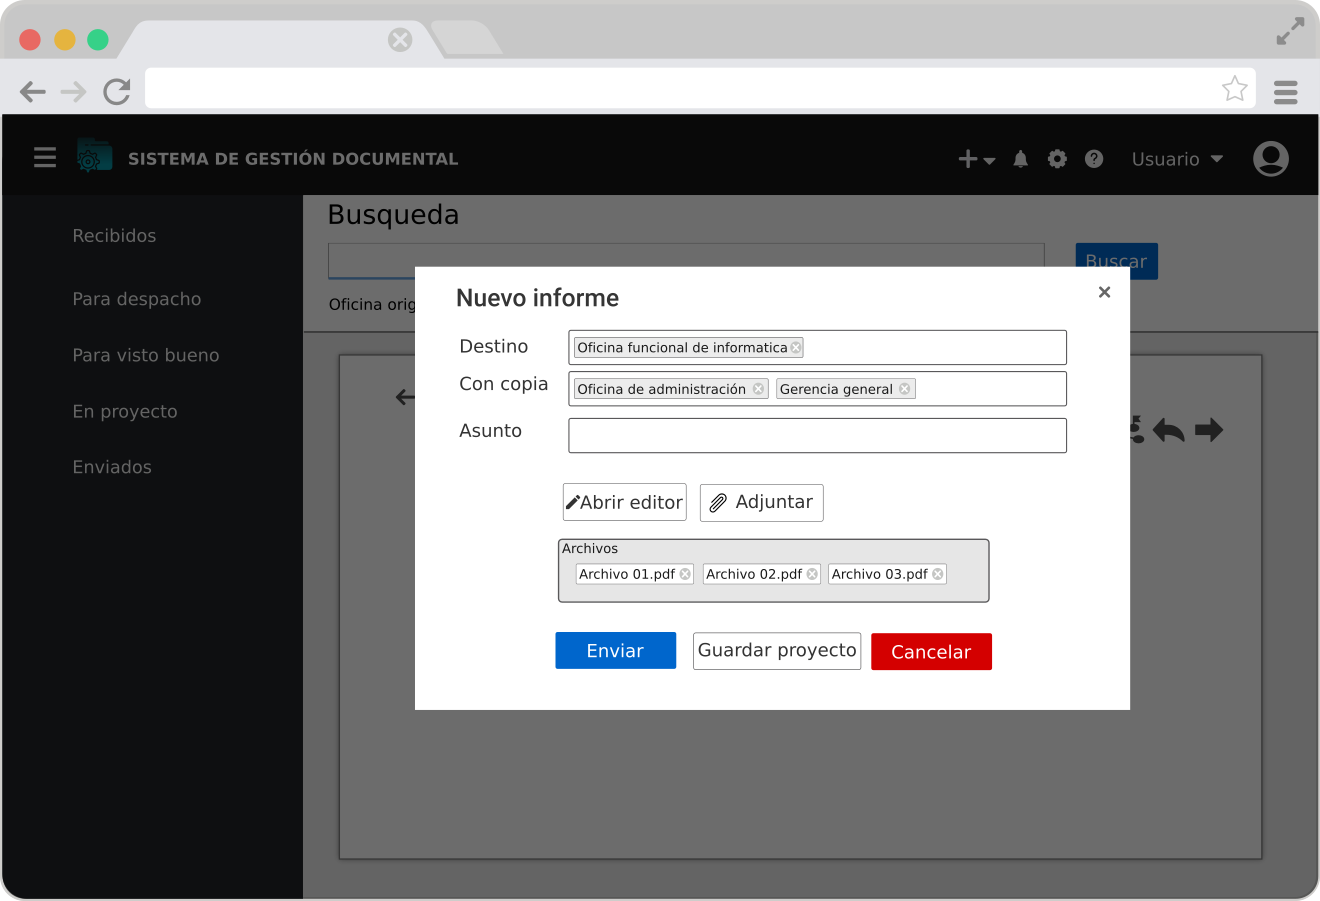 SISTEMA DE GESTIÓN DOCUMENTAL
Usuario
Recibidos
Para despacho
Para visto bueno
En proyecto
Enviados
Busqueda
Buscar
Oficina orig
Nuevo informe
Destino
Oficina funcional de informatica
Con copia
Oficina de administración
Gerencia general
Asunto
Abrir editor
Adjuntar
Archivos
Archivo 01.pdf
Archivo 02.pdf
Archivo 03.pdf
Enviar
Guardar proyecto
Cancelar